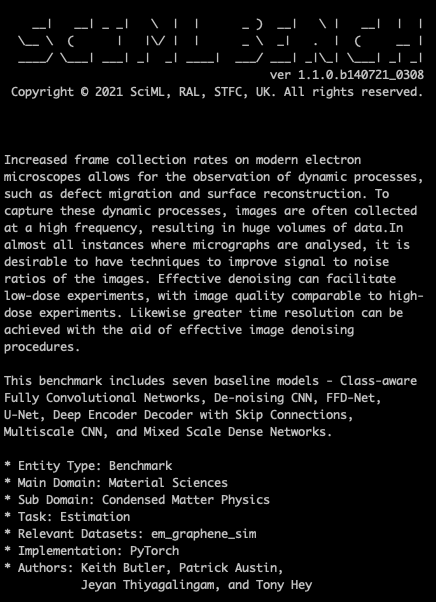 SCIML BENCH
ver 1.1.0.b140721_0308
Copyright © 2021 SciML, RAL, STFC, UK. All rights reserved.
Increased frame collection rates on modern electron
microscopes allows for the observation of dynamic processes,
such as defect migration and surface reconstruction. To
capture these dynamic processes, images are often collected
at a high frequency, resulting in huge volumes of data.In
almost all instances where micrographs are analysed, it is
desirable to have techniques to improve signal to noise
ratios of the images. Effective denoising can facilitate
low-dose experiments, with image quality comparable to high-
dose experiments. Likewise greater time resolution can be
achieved with the aid of effective image denoising
procedures.
This benchmark includes seven baseline models - Class-aware
Fully Convolutional Networks, De-noising CNN, FFD-Net,
U-Net, Deep Encoder Decoder with Skip Connections,
Multiscale CNN, and Mixed Scale Dense Networks.
* Entity Type: Benchmark
* Main Domain: Material Sciences
* Sub Domain: Condensed Matter Physics
* Task: Estimation
* Relevant Datasets: em_graphene_sim
* Implementation: PyTorch
* Authors: Keith Butler, Patrick Austin,
Jeyan Thiyagalingam, and Tony Hey